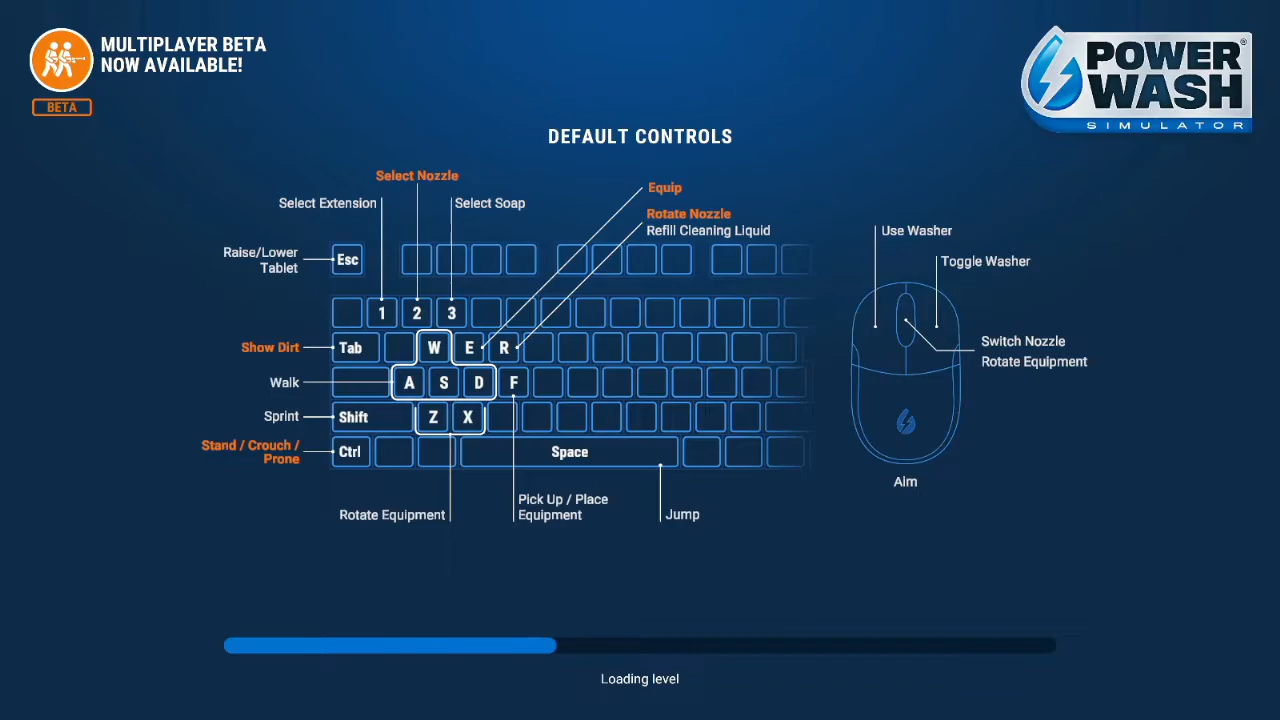 MULTIPLAYER BETA
NOW AVAILABLE!
BETA
POWER
WASH®
SIMULATOR
DEFAULT CONTROLS
Select Nozzle
Equip
Select Extension
Select Soap
Rotate Nozzle
Refill Cleaning Liquid
Use Washer
Raise/Lower
Tablet
Esc
Toggle Washer
1 2 3
Show Dirt
Tab W E R
Switch Nozzle
Rotate Equipment
Walk
A S D F
Sprint
Shift Z X
Stand / Crouch /
Prone
Ctrl Space
Aim
Rotate Equipment
Pick Up / Place
Equipment
Jump
Loading level